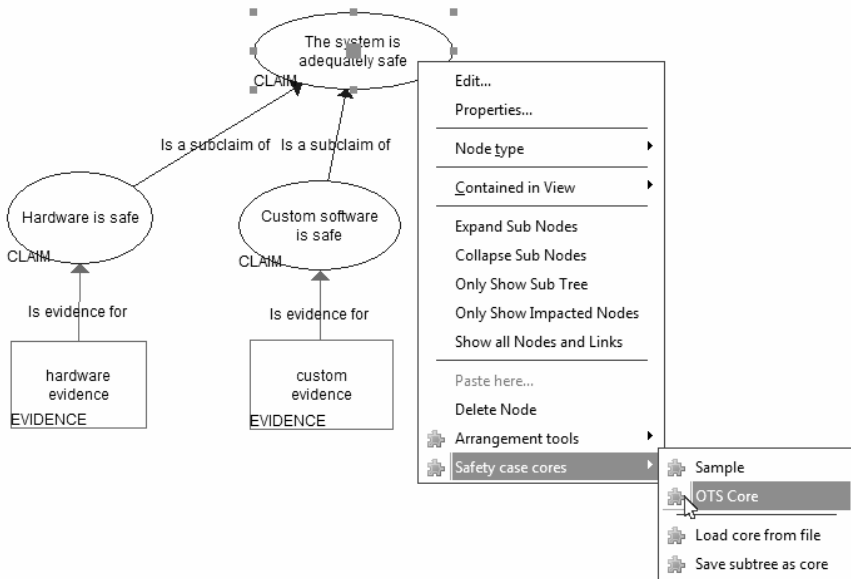 The system is
adequately safe
CLAIM
Is a subclaim of
Is a subclaim of
Hardware is safe
CLAIM
Custom software
is safe
CLAIM
Is evidence for
Is evidence for
hardware
evidence
EVIDENCE
custom
evidence
EVIDENCE
Edit...
Properties...
Node type
Contained in View
Expand Sub Nodes
Collapse Sub Nodes
Only Show Sub Tree
Only Show Impacted Nodes
Show all Nodes and Links
Paste here...
Delete Node
Arrangement tools
Safety case cores
Sample
OTS Core
Load core from file
Save subtree as core